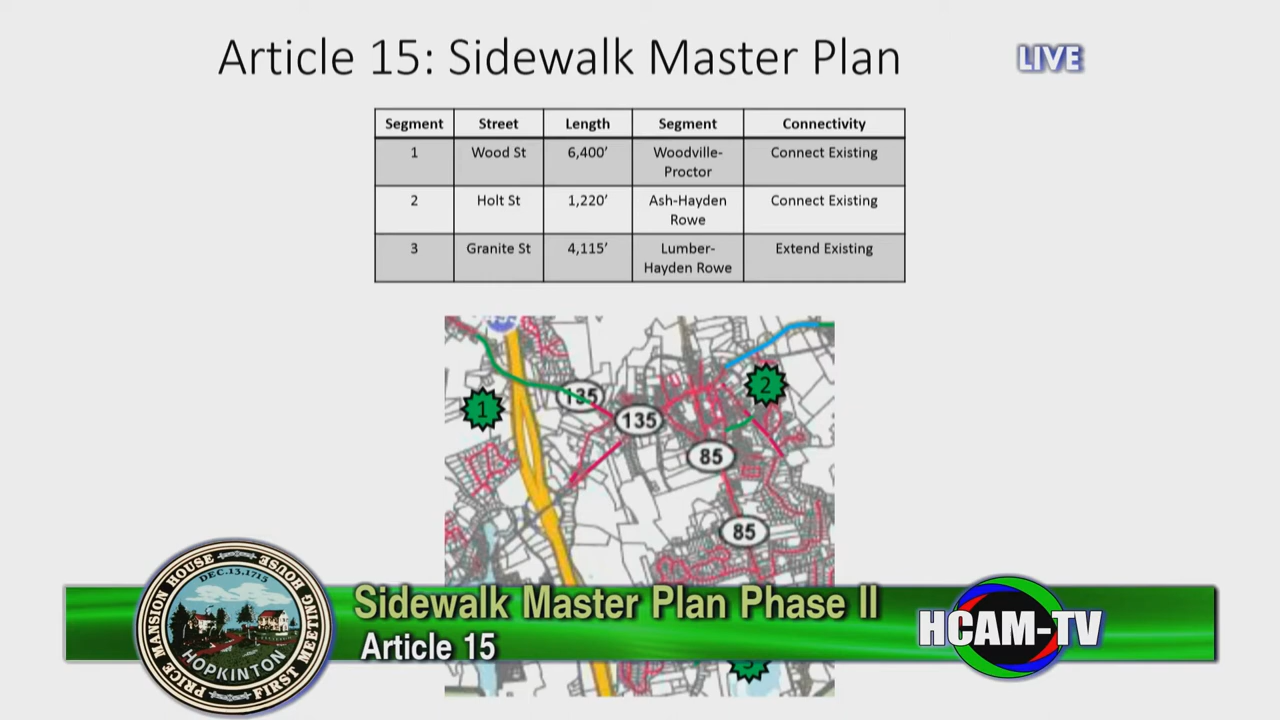 Article 15: Sidewalk Master Plan
LIVE
Segment Street Length Segment Connectivity
1 Wood St 6,400’ Woodville-
Proctor Connect Existing
2 Holt St 1,220’ Ash-Hayden
Rowe Connect Existing
3 Granite St 4,115’ Lumber-
Hayden Rowe Extend Existing
1
135
135
2
85
85
Sidewalk Master Plan Phase II
Article 15
PRICE MANSION HOUSE
FIRST MEETING HOUSE
DEC.13.1715
HOPKINTON
HCAM-TV